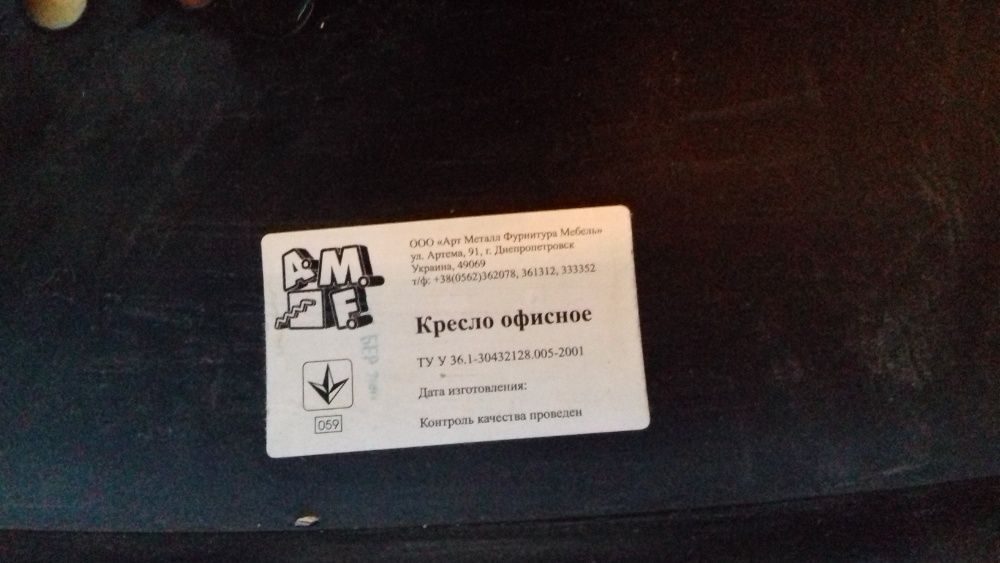 А.М.
Ф.
ООО «Арт Металл Фурнитура Мебель»
ул. Артема, 91, г. Днепропетровск
Украина, 49069
т/ф: +38(0562)362078, 361312, 333352
Кресло офисное
ТУ У 36.1-30432128.005-2001
Дата изготовления:
Контроль качества проведен
059